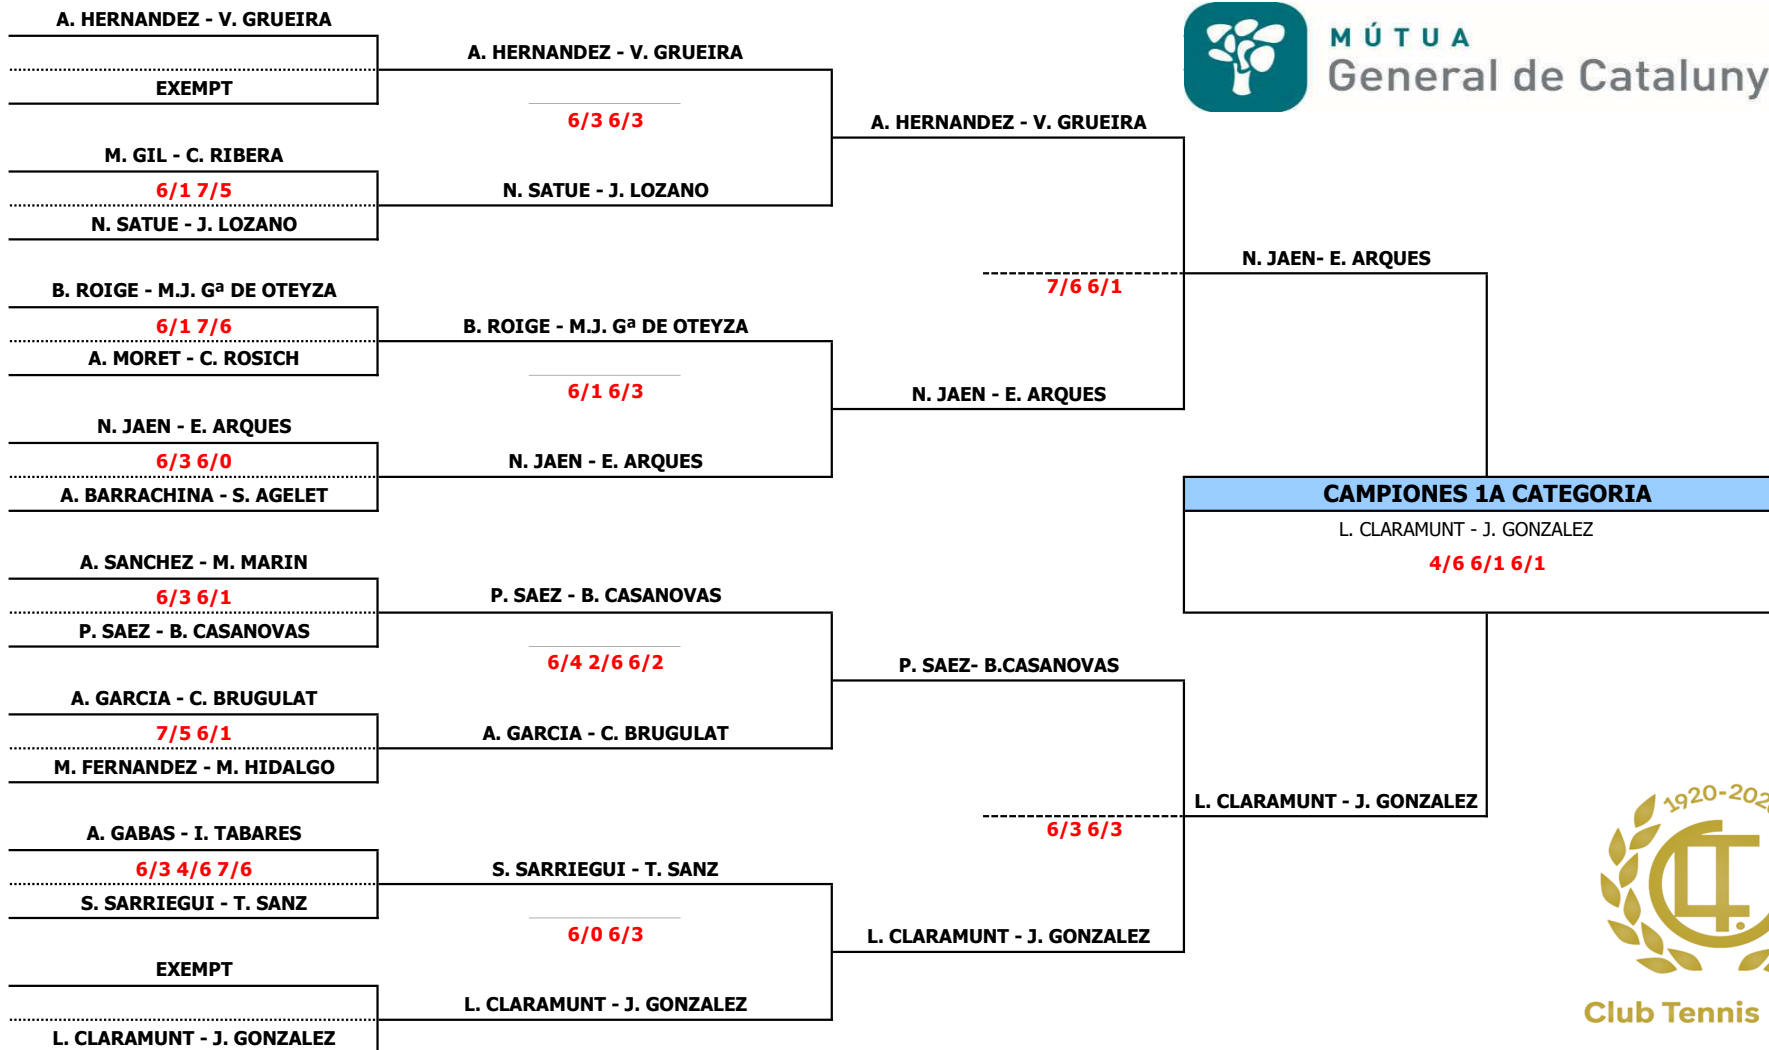 A. HERNANDEZ - V. GRUEIRA
EXEMPT
M. GIL - C. RIBERA
6/1 7/5
N. SATUE - J. LOZANO
B. ROIGE - M.J. Gª DE OTEYZA
6/1 7/6
A. MORET - C. ROSICH
N. JAEN - E. ARQUES
6/3 6/0
A. BARRACHINA - S. AGELET
A. SANCHEZ - M. MARIN
6/3 6/1
P. SAEZ - B. CASANOVAS
A. GARCIA - C. BRUGULAT
7/5 6/1
M. FERNANDEZ - M. HIDALGO
A. GABAS - I. TABARES
6/3 4/6 7/6
S. SARRIEGUI - T. SANZ
EXEMPT
L. CLARAMUNT - J. GONZALEZ
A. HERNANDEZ - V. GRUEIRA
6/3 6/3
N. SATUE - J. LOZANO
B. ROIGE - M.J. Gª DE OTEYZA
6/1 6/3
N. JAEN - E. ARQUES
P. SAEZ - B. CASANOVAS
6/4 2/6 6/2
A. GARCIA - C. BRUGULAT
S. SARRIEGUI - T. SANZ
6/0 6/3
L. CLARAMUNT - J. GONZALEZ
A. HERNANDEZ - V. GRUEIRA
7/6 6/1
N. JAEN - E. ARQUES
P. SAEZ- B.CASANOVAS
6/3 6/3
L. CLARAMUNT - J. GONZALEZ
MÚTUA
General de Cataluny
N. JAEN- E. ARQUES
CAMPIONES 1A CATEGORIA
L. CLARAMUNT - J. GONZALEZ
4/6 6/1 6/1
L. CLARAMUNT - J. GONZALEZ
1920-202
Club Tennis